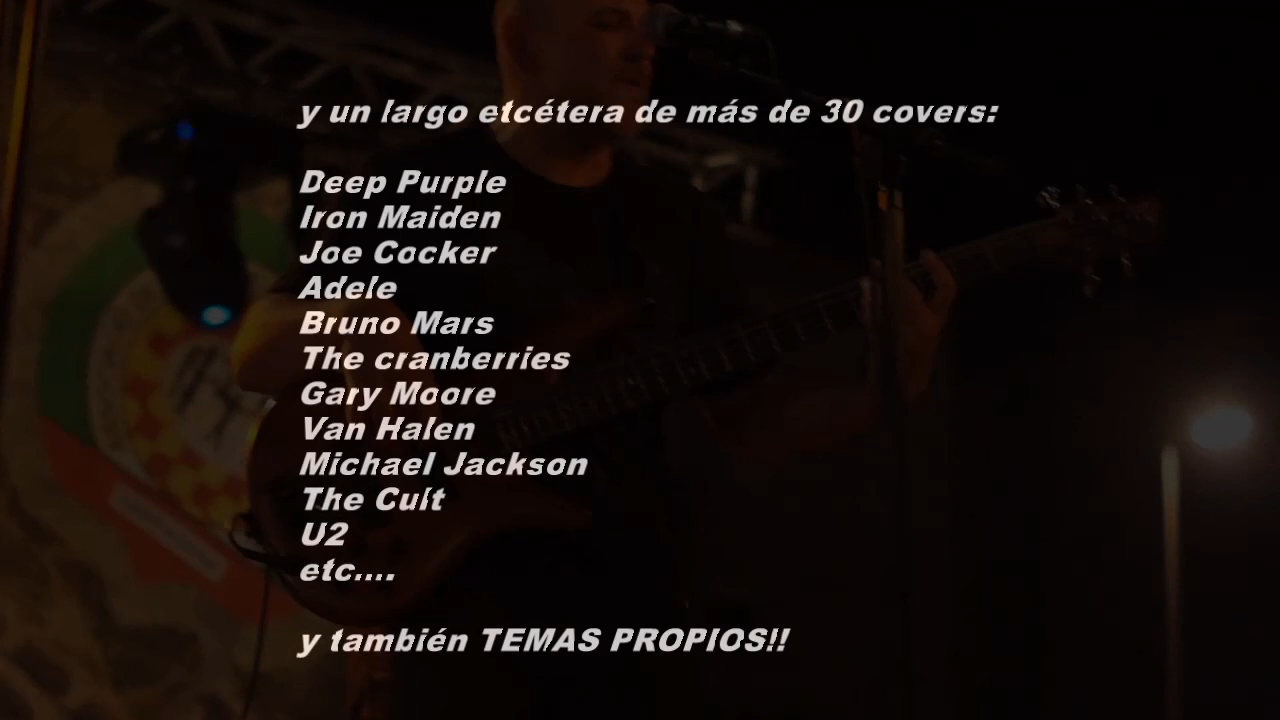 y un largo etcétera de más de 30 covers:
Deep Purple
Iron Maiden
Joe Cocker
Adele
Bruno Mars
The cranberries
Gary Moore
Van Halen
Michael Jackson
The Cult
U2
etc....
y también TEMAS PROPIOS!!